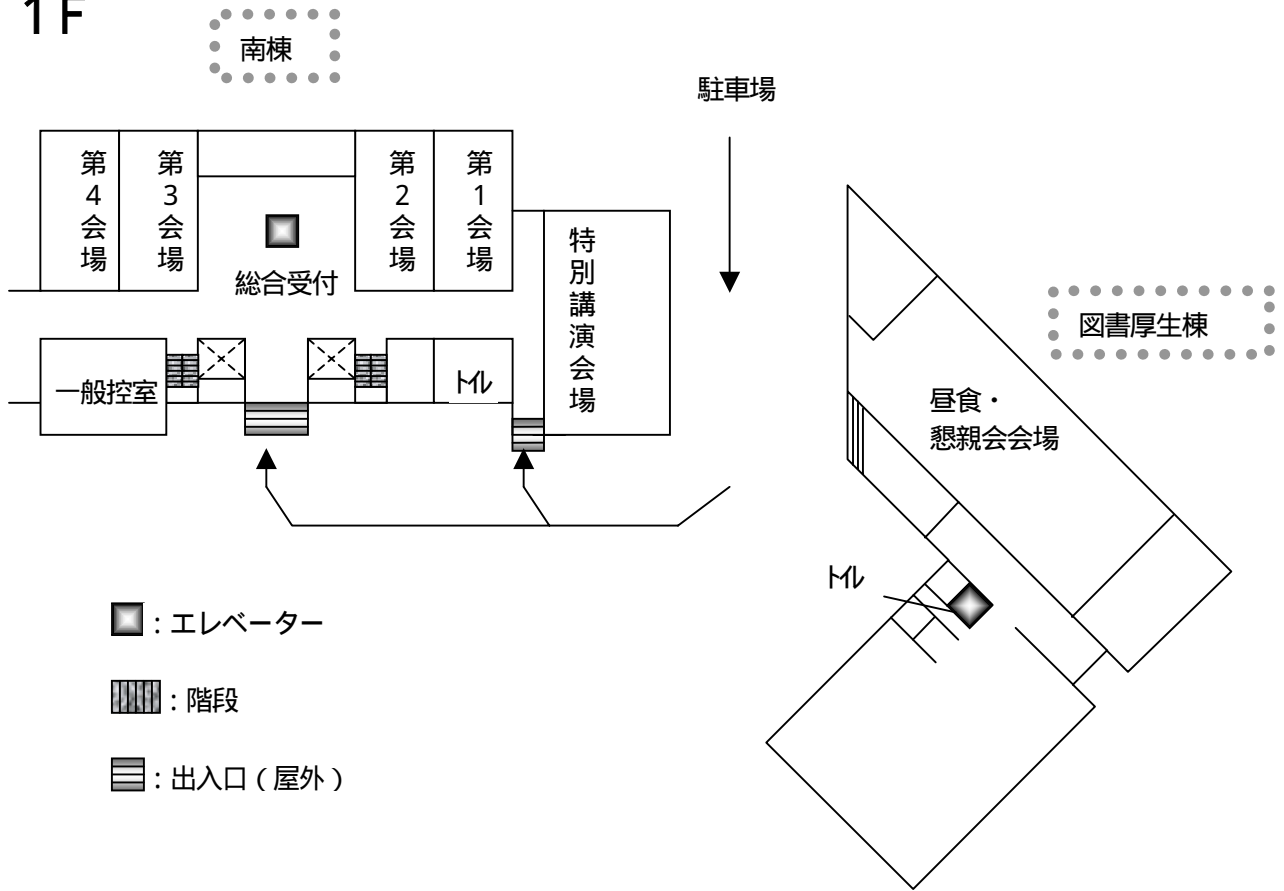 1F
南棟
駐車場
第4会場
第3会場
第2会場
第1会場
特別講演会場
総合受付
図書厚生棟
一般控室
トイレ
昼食・
懇親会会場
トイレ
：エレベーター
：階段
：出入口（屋外）